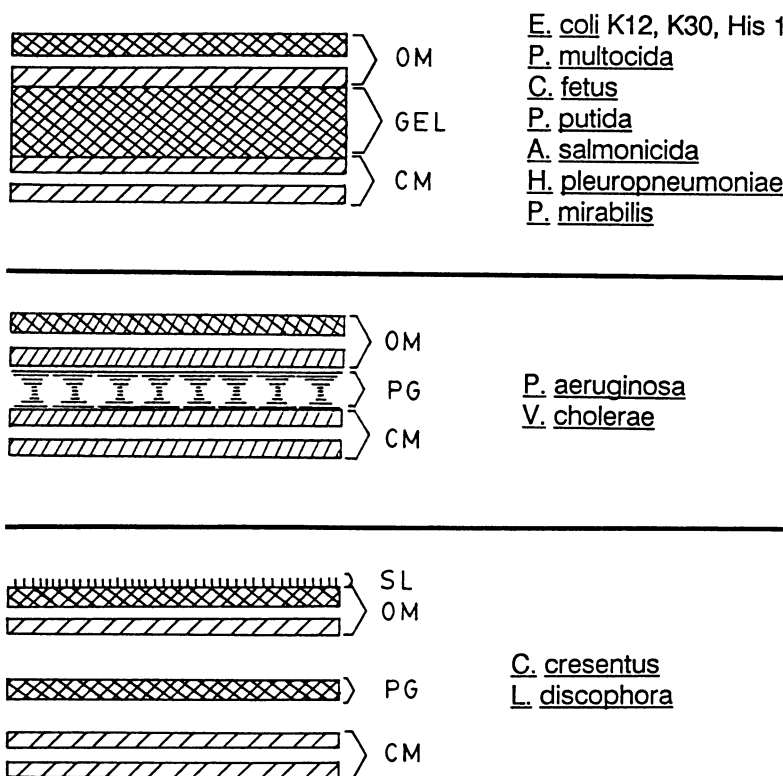 OM
GEL
CM
E. coli K12, K30, His 1
P. multocida
C. fetus
P. putida
A. salmonicida
H. pleuropneumoniae
P. mirabilis
OM
PG
CM
P. aeruginosa
V. cholerae
SL
OM
PG
CM
C. cresentus
L. discophora